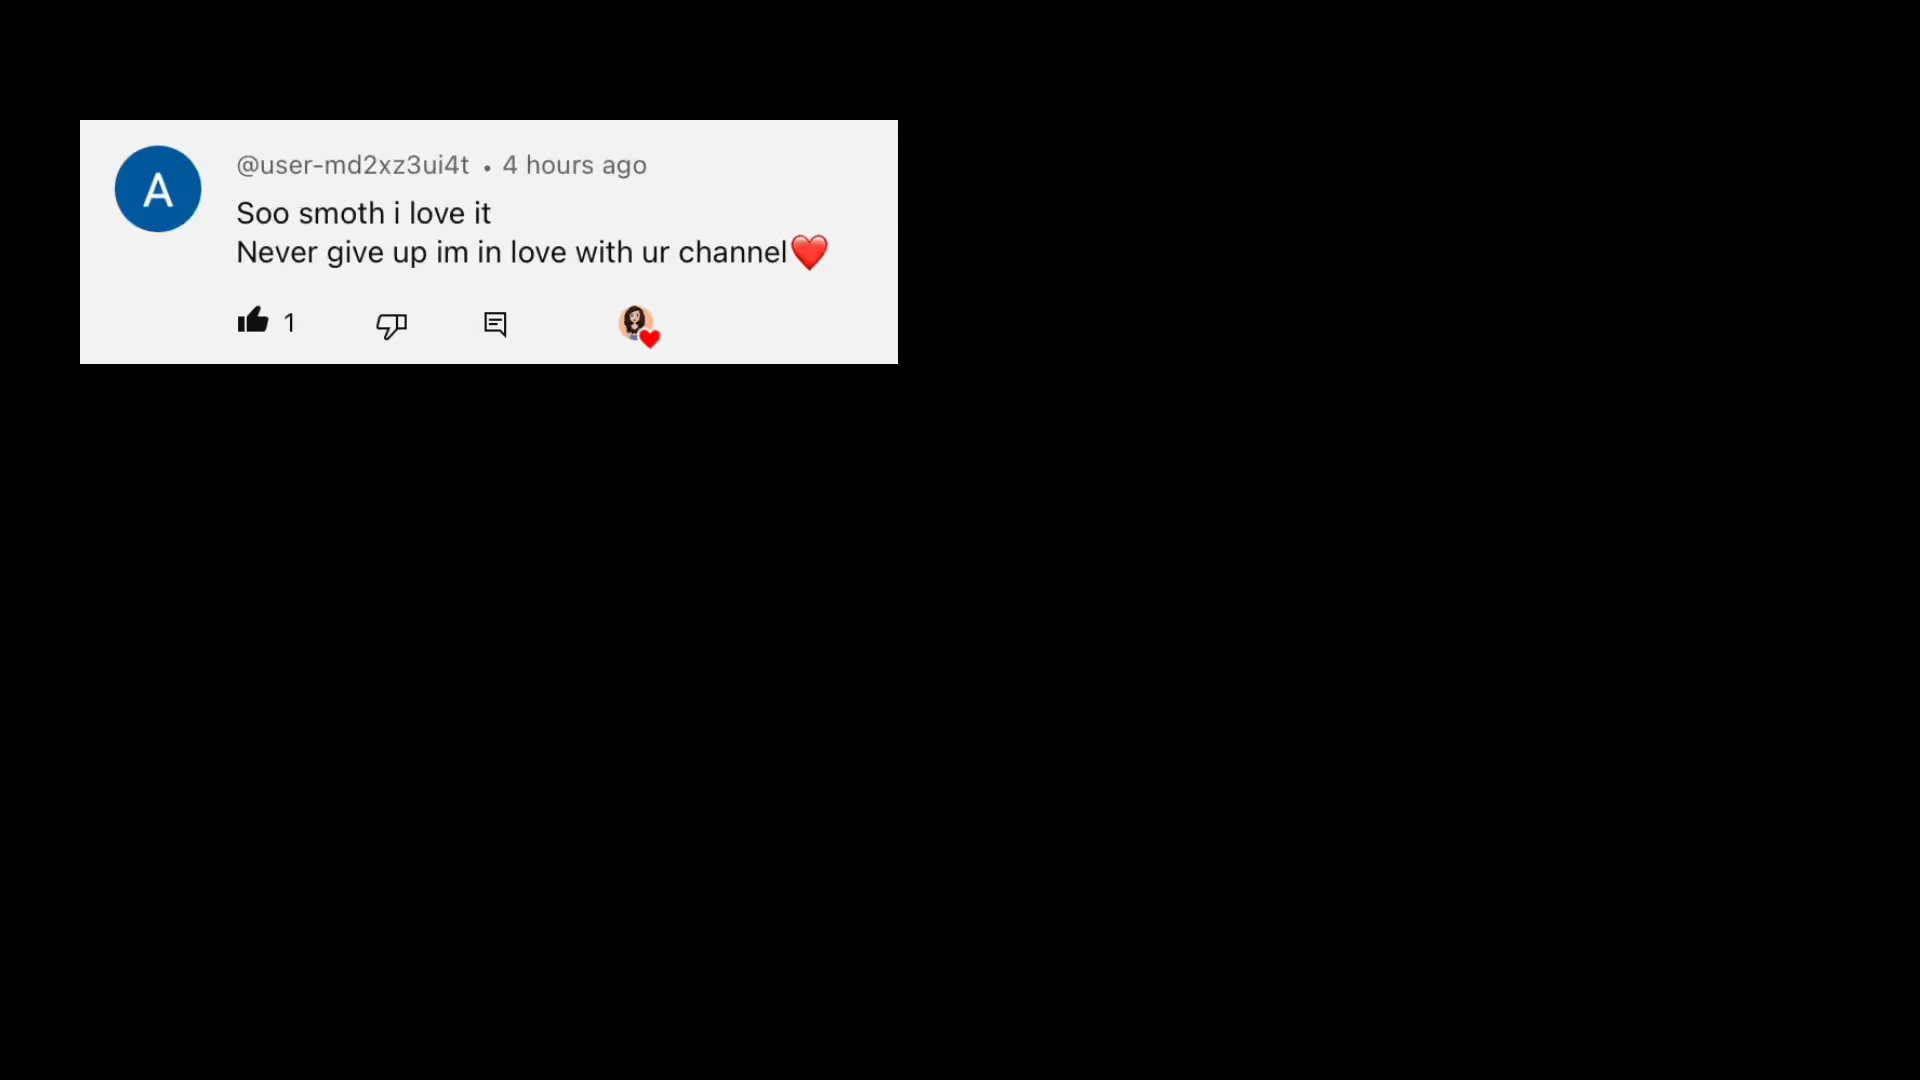 A
@user-md2xz3ui4t • 4 hours ago
Soo smoth i love it
Never give up im in love with ur channel❤️
1